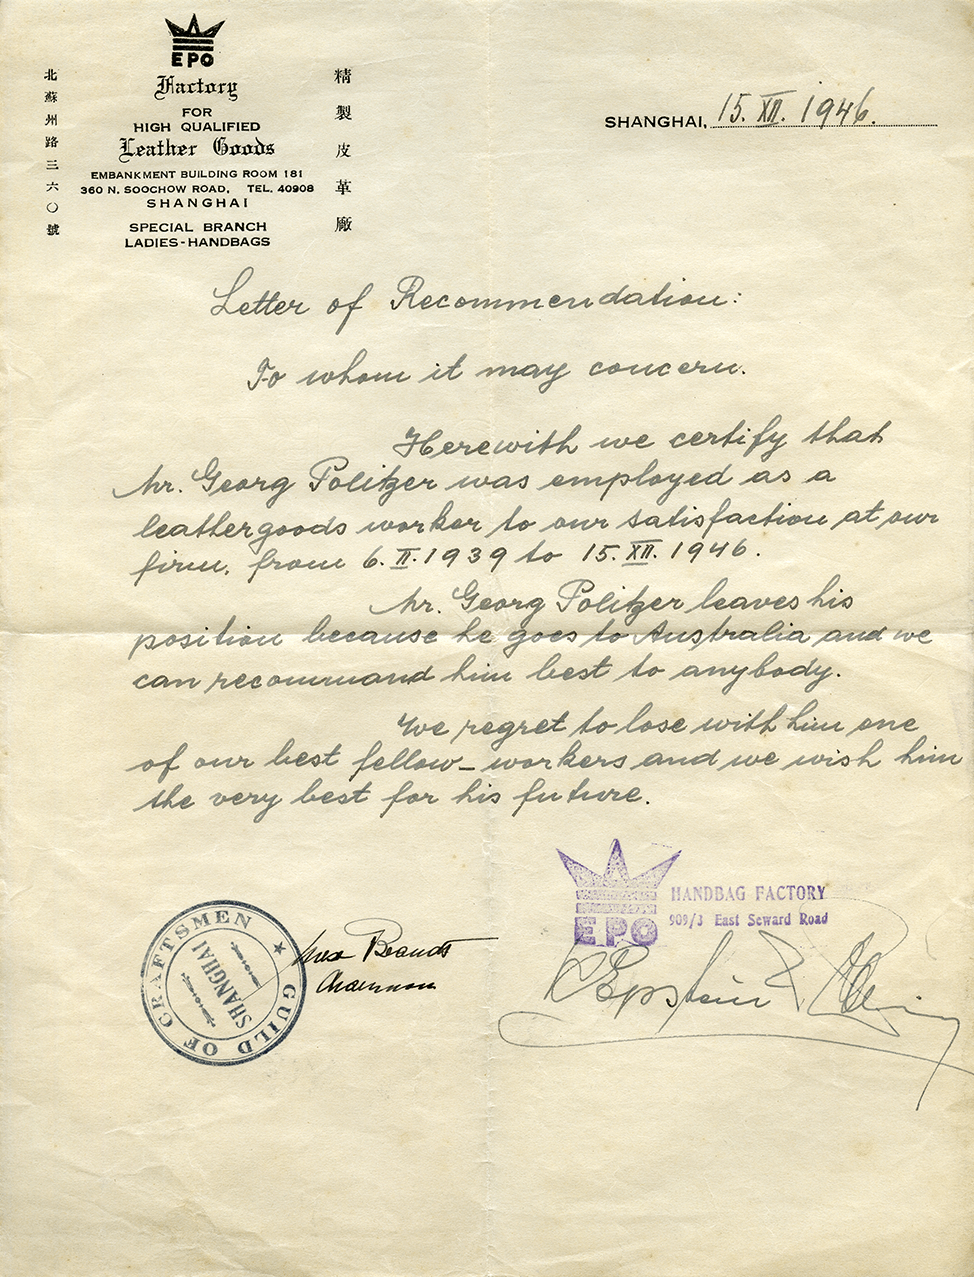 EPO
Factory
FOR
HIGH QUALIFIED
Leather Goods
EMBANKMENT BUILDING ROOM 181
360 N. SOOCHOW ROAD, TEL. 40908
SHANGHAI
SPECIAL BRANCH
LADIES-HANDBAGS
北蘇州路三六〇號
精製皮革廠
SHANGHAI, 15. XII. 1946.
Letter of Recommendation:
To whom it may concern.
Herewith we certify that
Mr. Georg Politzer was employed as a
leathergoods worker to our satisfaction at our
firm, from 6. II. 1939 to 15. XII. 1946.
Mr. Georg Politzer leaves his
position because he goes to Australia and we
can recommand him best to anybody.
We regret to lose with him one
of our best fellow-workers and we wish him
the very best for his future.
EPO
HANDBAG FACTORY
909/3 East Seward Road
GUILD OF CRAFTSMEN
SHANGHAI
Max Brandt
Chairman
Epstein